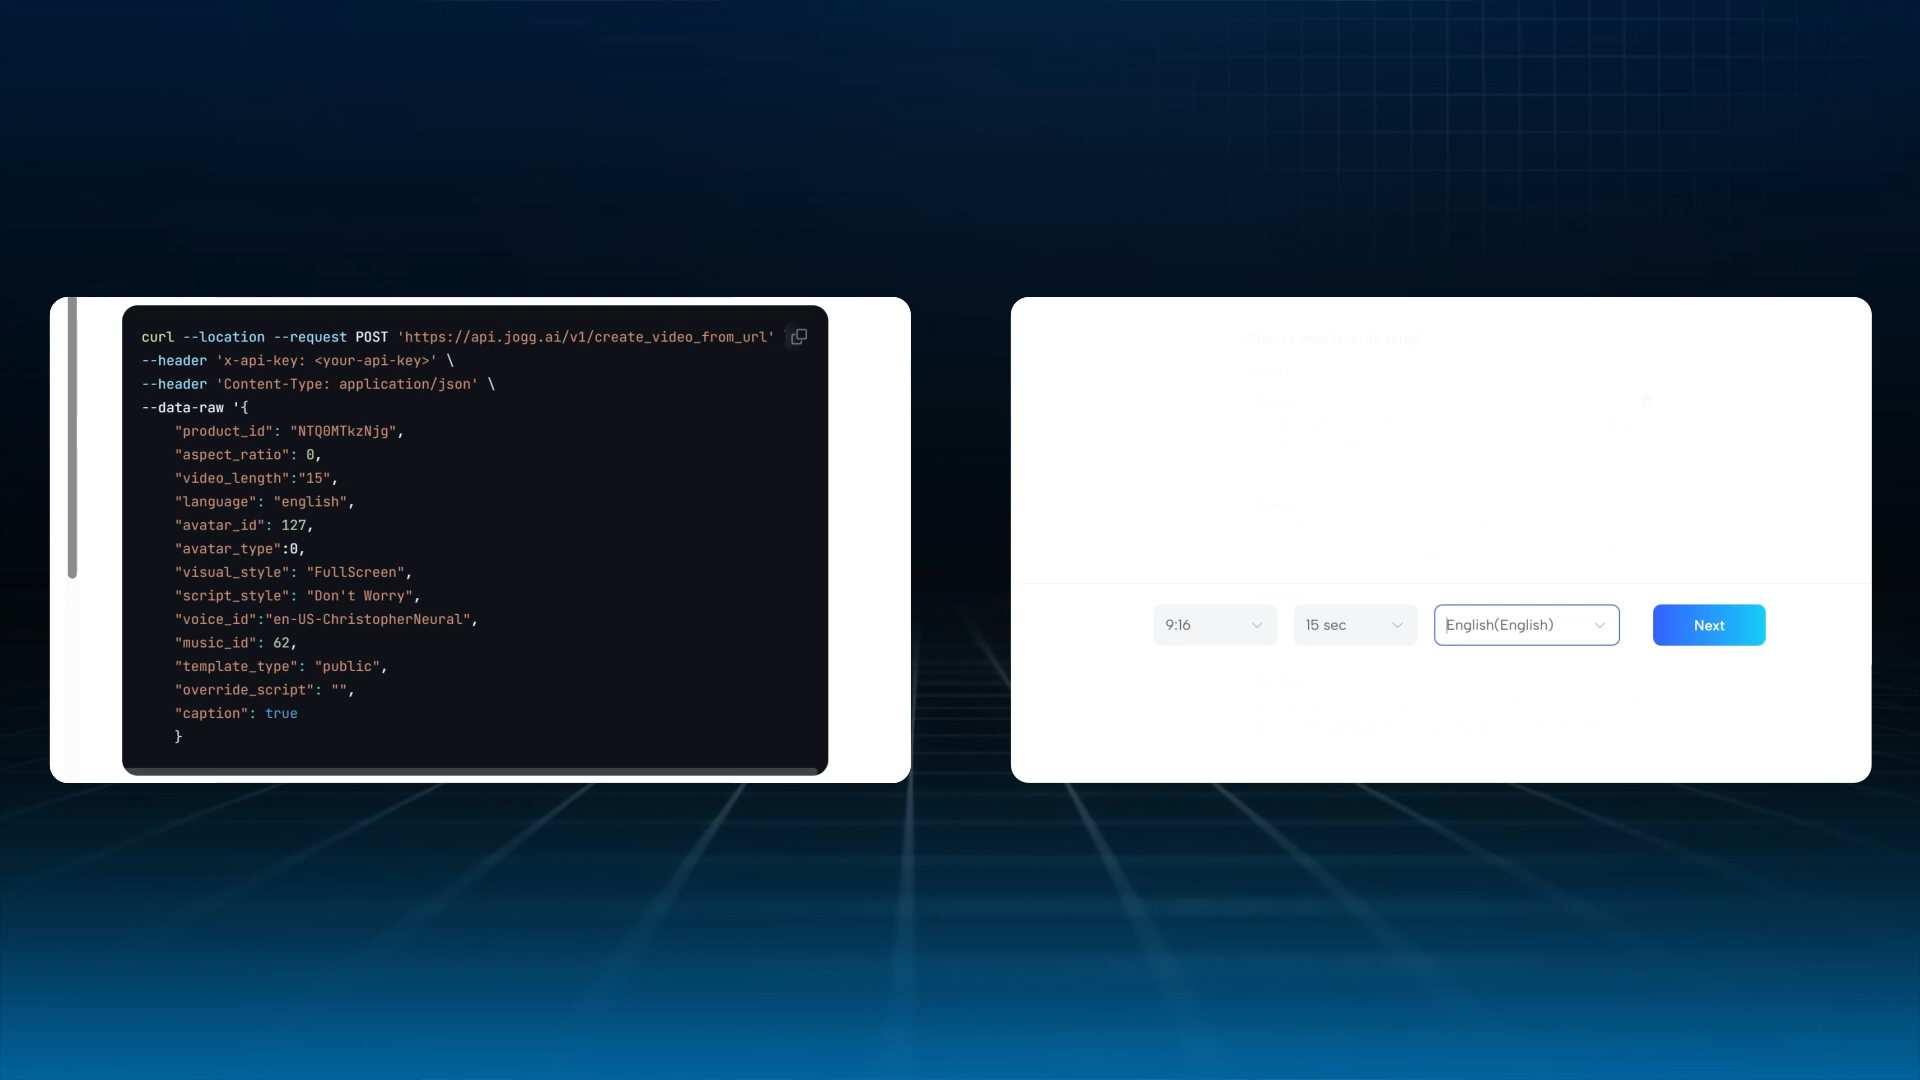 curl --location --request POST 'https://api.jogg.ai/v1/create_video_from_url'
--header 'x-api-key: <your-api-key>' \
--header 'Content-Type: application/json' \
--data-raw '{
"product_id": "NTQ0MTkzNjg",
"aspect_ratio": 0,
"video_length":"15",
"language": "english",
"avatar_id": 127,
"avatar_type":0,
"visual_style": "FullScreen",
"script_style": "Don't Worry",
"voice_id":"en-US-ChristopherNeural",
"music_id": 62,
"template_type": "public",
"override_script": "",
"caption": true
}
9:16
15 sec
English(English)
Next